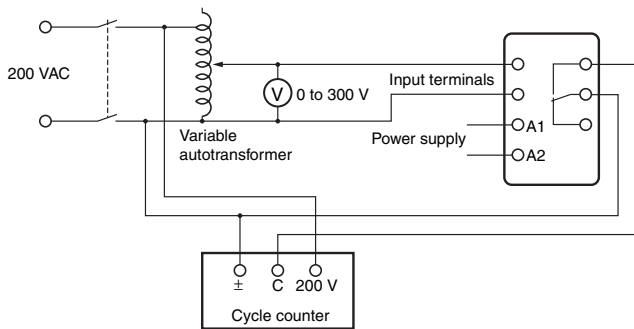 200 VAC
V
0 to 300 V
Input terminals
Variable
autotransformer
Power supply
A1
A2
± C 200 V
Cycle counter